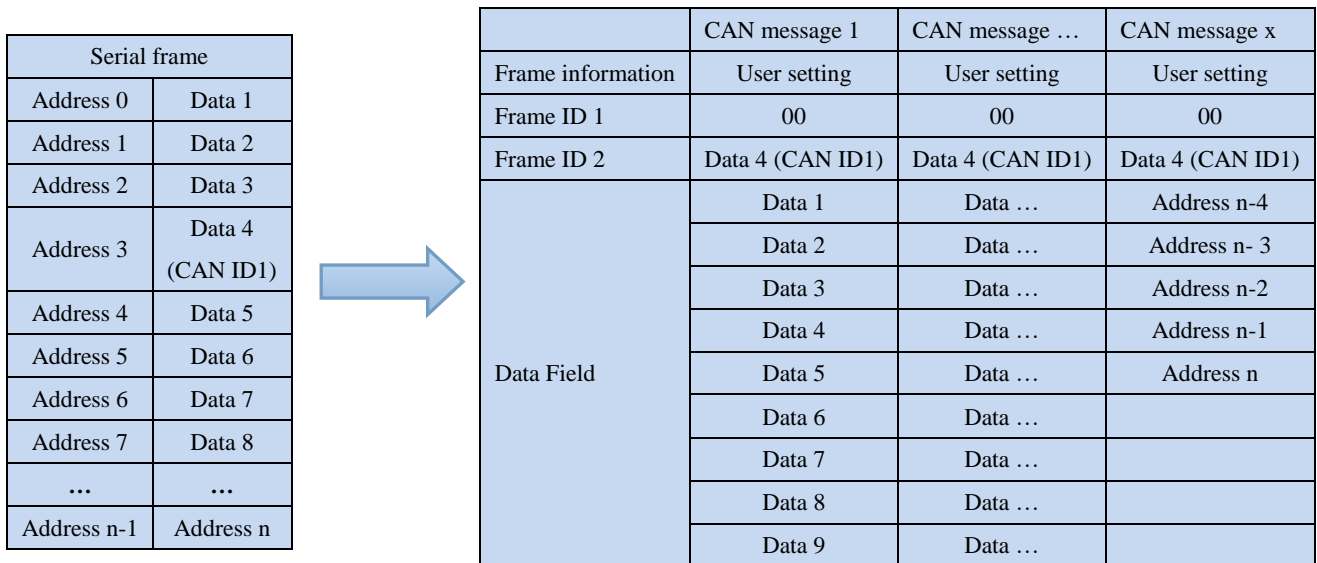 Serial frame
Address 0 Data 1
Address 1 Data 2
Address 2 Data 3
Address 3 Data 4
(CAN ID1)
Address 4 Data 5
Address 5 Data 6
Address 6 Data 7
Address 7 Data 8
… …
Address n-1 Address n
CAN message 1 CAN message … CAN message x
Frame information User setting User setting User setting
Frame ID 1 00 00 00
Frame ID 2 Data 4 (CAN ID1) Data 4 (CAN ID1) Data 4 (CAN ID1)
Data 1 Data … Address n-4
Data 2 Data … Address n- 3
Data 3 Data … Address n-2
Data 4 Data … Address n-1
Data Field Data 5 Data … Address n
Data 6 Data …
Data 7 Data …
Data 8 Data …
Data 9 Data …